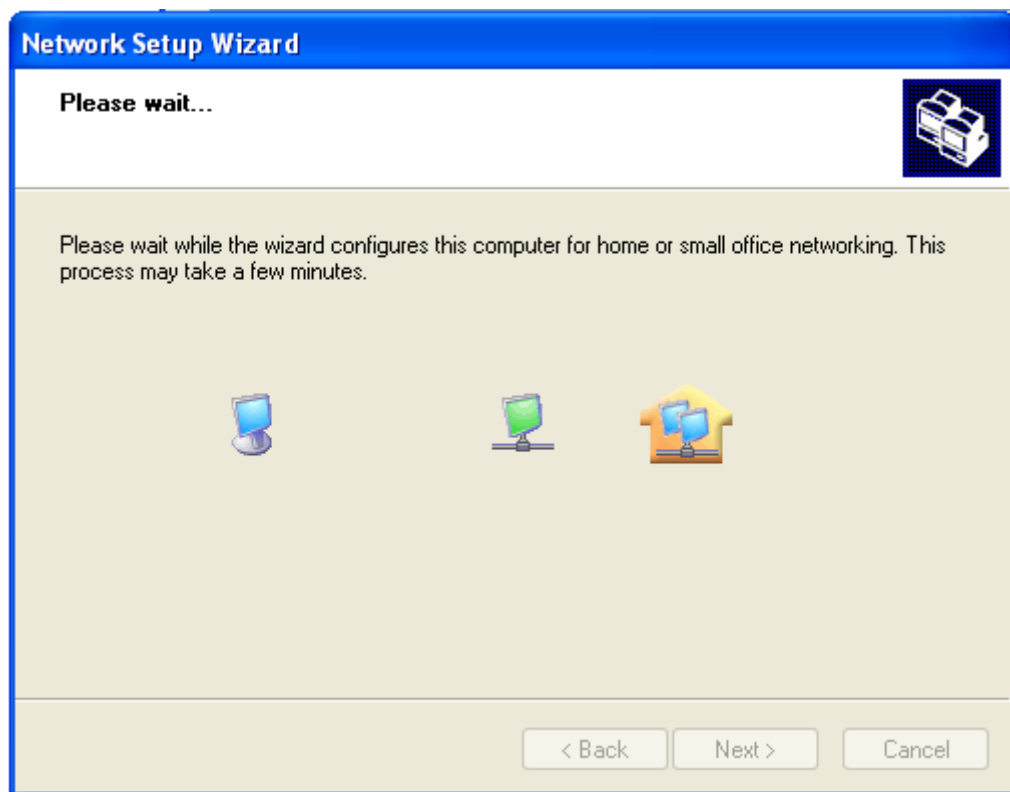 Network Setup Wizard
Please wait...
Please wait while the wizard configures this computer for home or small office networking. This
process may take a few minutes.
< Back
Next >
Cancel